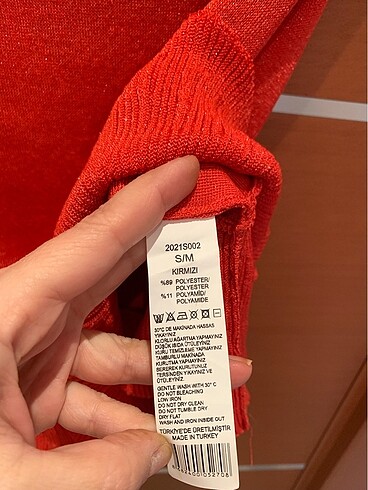 2021S002
S/M
KIRMIZI
%89 POLYESTER/
POLYESTER
%11 POLYAMİD/
POLYAMIDE
30°C DE MAKİNADA HASSAS
YIKAYINIZ
KLORLU AĞARTMA YAPMAYINIZ
DÜŞÜK ISIDA ÜTÜLEYİNİZ
KURU TEMİZLEME YAPMAYINIZ
TAMBURLU MAKİNADA
KURUTMA YAPMAYINIZ
SEREREK KURUTUNUZ
TERSİNDEN YIKAYINIZ VE
ÜTÜLEYİNİZ
GENTLE WASH WITH 30° C
DO NOT BLEACHING
LOW IRON
DO NOT DRY CLEAN
DO NOT TUMBLE DRY
DRY FLAT
WASH AND IRON INSIDE OUT
TÜRKİYE'DE ÜRETİLMİŞTİR
MADE IN TURKEY